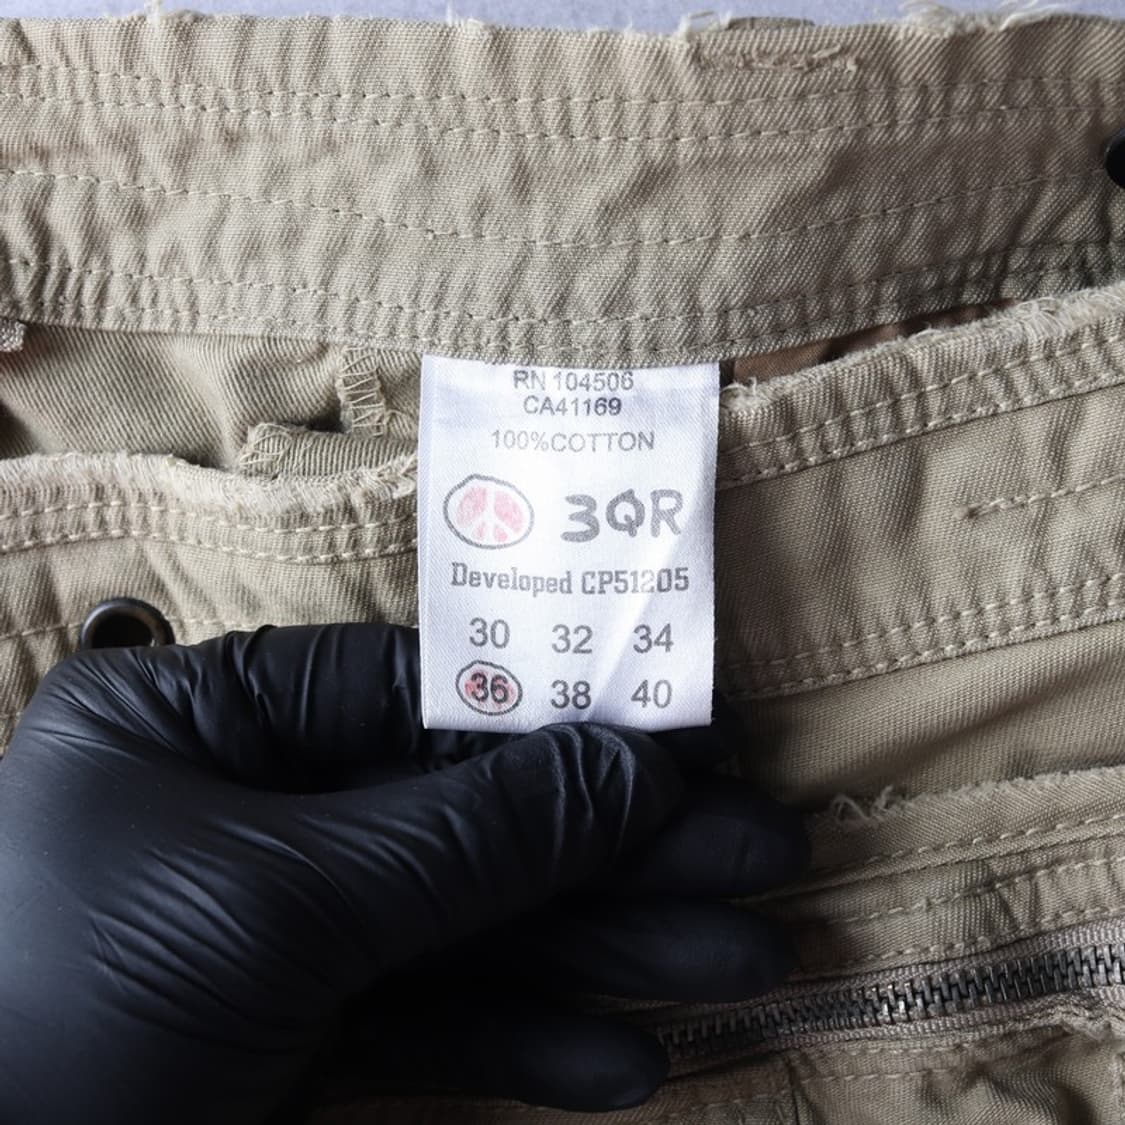 RN 104506
CA41169
100%COTTON
3QR
Developed CP51205
30 32 34
36 38 40